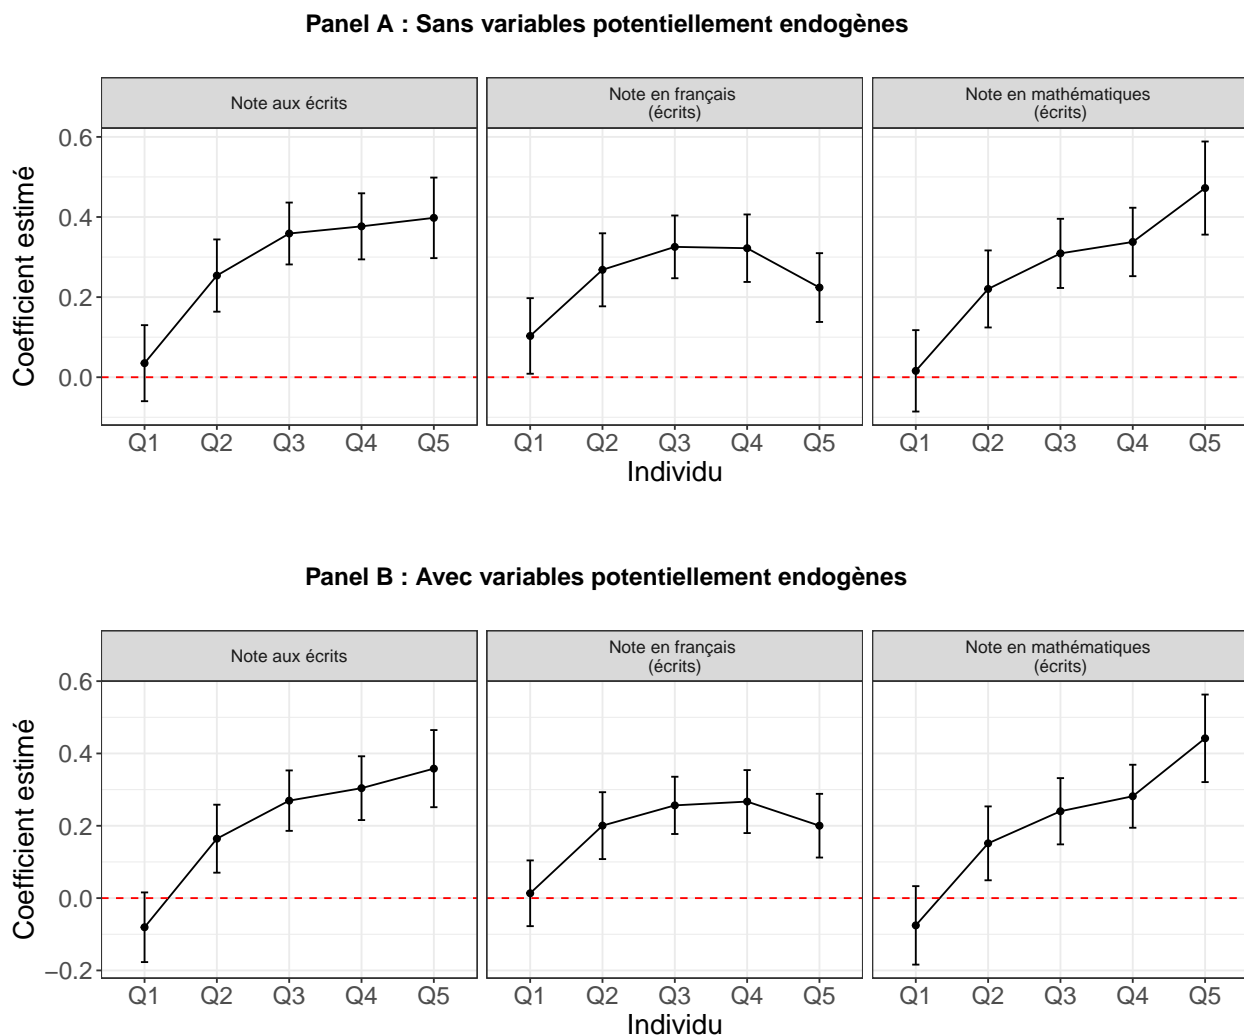 Panel A : Sans variables potentiellement endogènes
Note aux écrits
Note en français
(écrits)
Note en mathématiques
(écrits)
Coefficient estimé
0.6
0.4
0.2
0.0
Q1 Q2 Q3 Q4 Q5
Q1 Q2 Q3 Q4 Q5
Q1 Q2 Q3 Q4 Q5
Individu
Panel B : Avec variables potentiellement endogènes
Note aux écrits
Note en français
(écrits)
Note en mathématiques
(écrits)
Coefficient estimé
0.6
0.4
0.2
0.0
−0.2
Q1 Q2 Q3 Q4 Q5
Q1 Q2 Q3 Q4 Q5
Q1 Q2 Q3 Q4 Q5
Individu